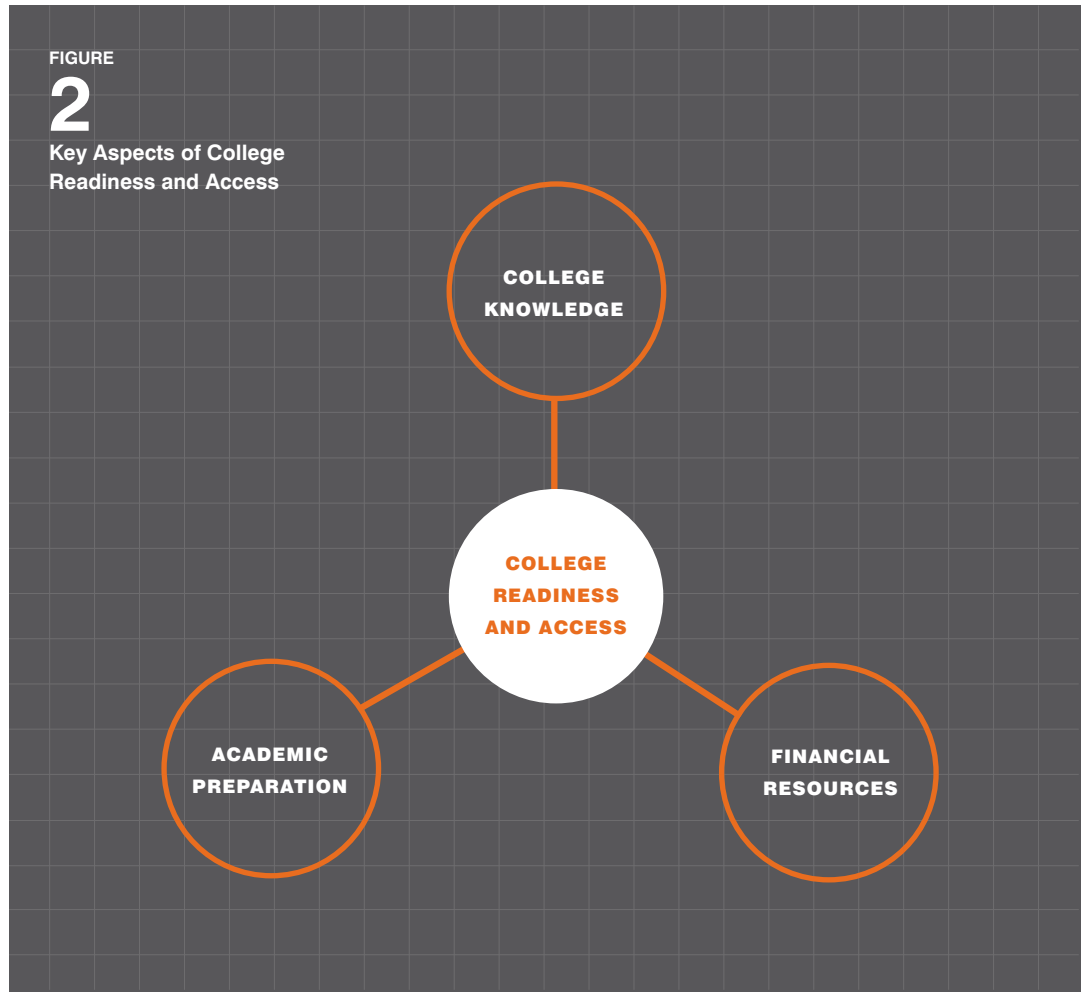 FIGURE
2
Key Aspects of College
Readiness and Access
COLLEGE
KNOWLEDGE
COLLEGE
READINESS
AND ACCESS
ACADEMIC
PREPARATION
FINANCIAL
RESOURCES